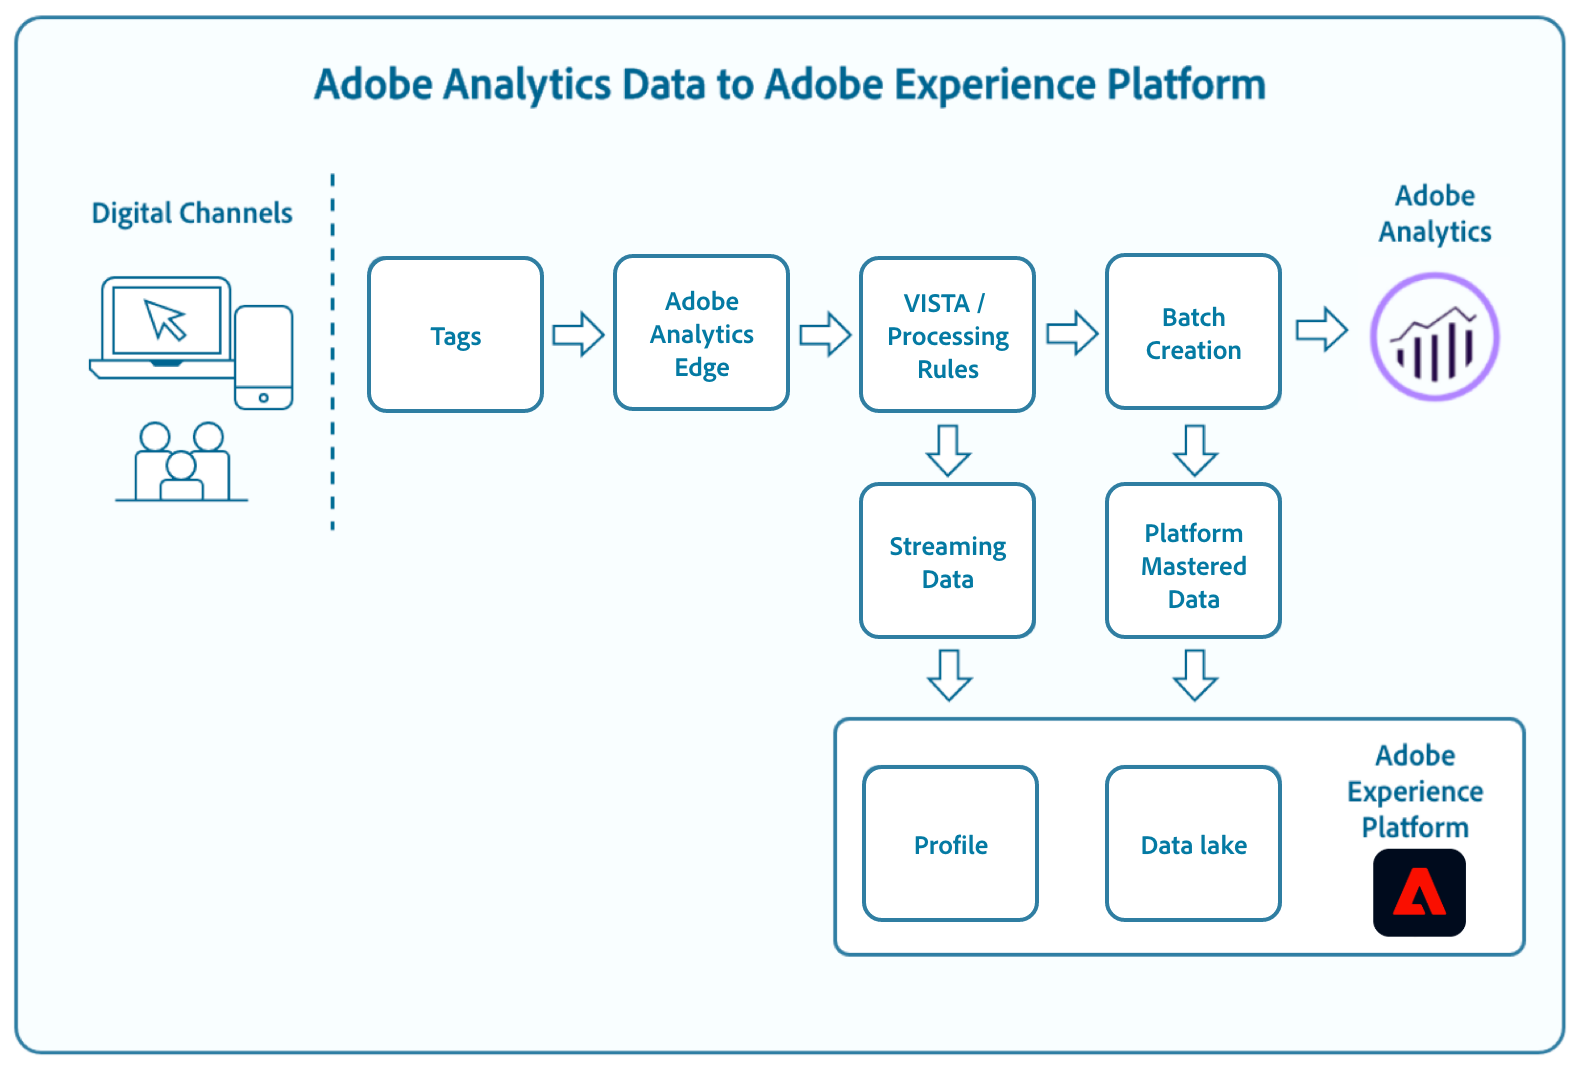 Adobe Analytics Data to Adobe Experience Platform
Digital Channels
Tags
Adobe
Analytics
Edge
VISTA /
Processing
Rules
Batch
Creation
Adobe
Analytics
Streaming
Data
Platform
Mastered
Data
Profile
Data lake
Adobe
Experience
Platform